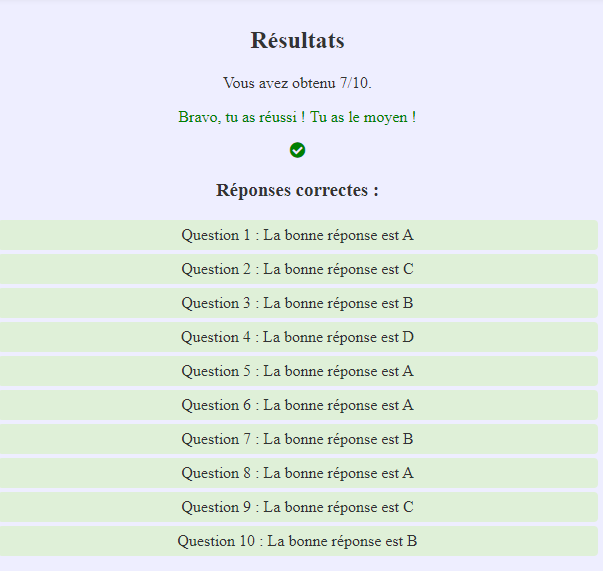 Résultats
Vous avez obtenu 7/10.
Bravo, tu as réussi ! Tu as le moyen !
Réponses correctes :
Question 1 : La bonne réponse est A
Question 2 : La bonne réponse est C
Question 3 : La bonne réponse est B
Question 4 : La bonne réponse est D
Question 5 : La bonne réponse est A
Question 6 : La bonne réponse est A
Question 7 : La bonne réponse est B
Question 8 : La bonne réponse est A
Question 9 : La bonne réponse est C
Question 10 : La bonne réponse est B